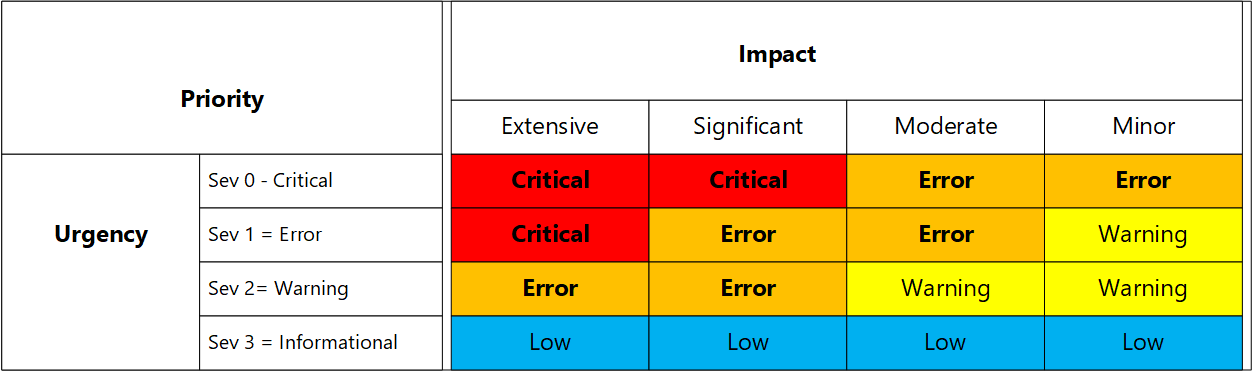 Impact
Priority
Extensive Significant Moderate Minor
Sev 0 - Critical Critical Critical Error Error
Urgency Sev 1 = Error Critical Error Error Warning
Sev 2= Warning Error Error Warning Warning
Sev 3 = Informational Low Low Low Low